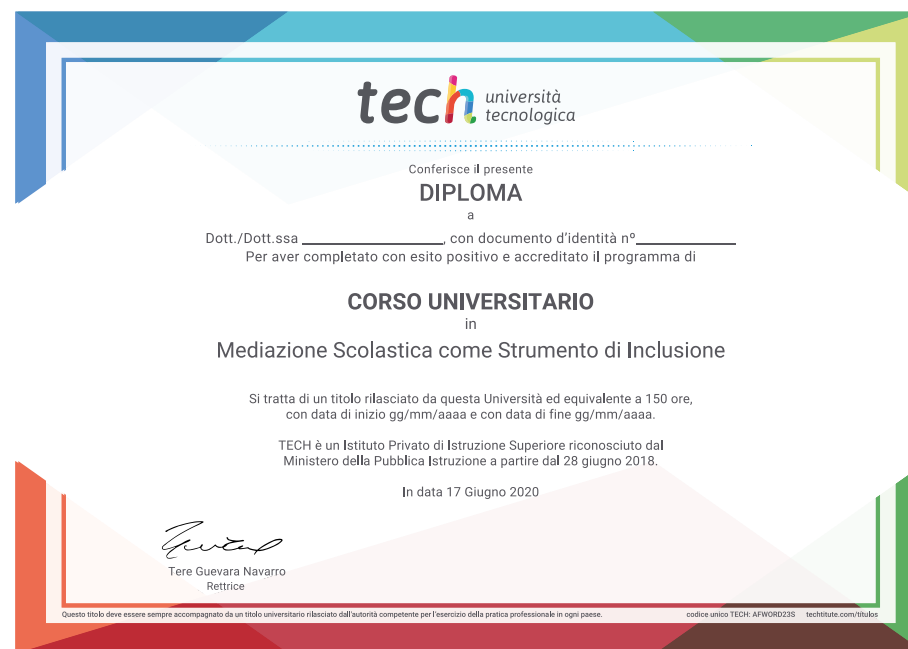 tech università
tecnologica
Conferisce il presente
DIPLOMA
a
Dott./Dott.ssa ____________________, con documento d'identità nº______________
Per aver completato con esito positivo e accreditato il programma di
CORSO UNIVERSITARIO
in
Mediazione Scolastica come Strumento di Inclusione
Si tratta di un titolo rilasciato da questa Università ed equivalente a 150 ore,
con data di inizio gg/mm/aaaa e con data di fine gg/mm/aaaa.
TECH è un Istituto Privato di Istruzione Superiore riconosciuto dal
Ministero della Pubblica Istruzione a partire dal 28 giugno 2018.
In data 17 Giugno 2020
Tere Guevara Navarro
Rettrice
Questo titolo deve essere sempre accompagnato da un titolo universitario rilasciato dall'autorità competente per l'esercizio della pratica professionale in ogni paese. codice unico TECH: AFWORD23S techtitute.com/titulos